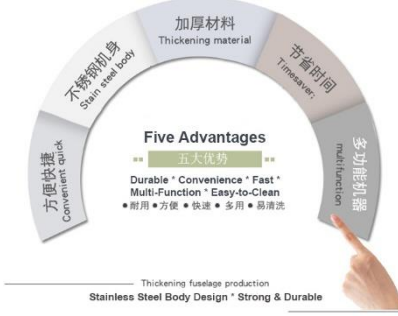 方便快捷
Convenient quick
不锈钢机身
Stain steel body
加厚材料
Thickening material
节省时间
Timesaver;
多功能机器
multifunction
Five Advantages
五大优势
Durable * Convenience * Fast *
Multi-Function * Easy-to-Clean
●耐用 ●方便 ●快速 ●多用 ●易清洗
Thickening fuselage production
Stainless Steel Body Design * Strong & Durable